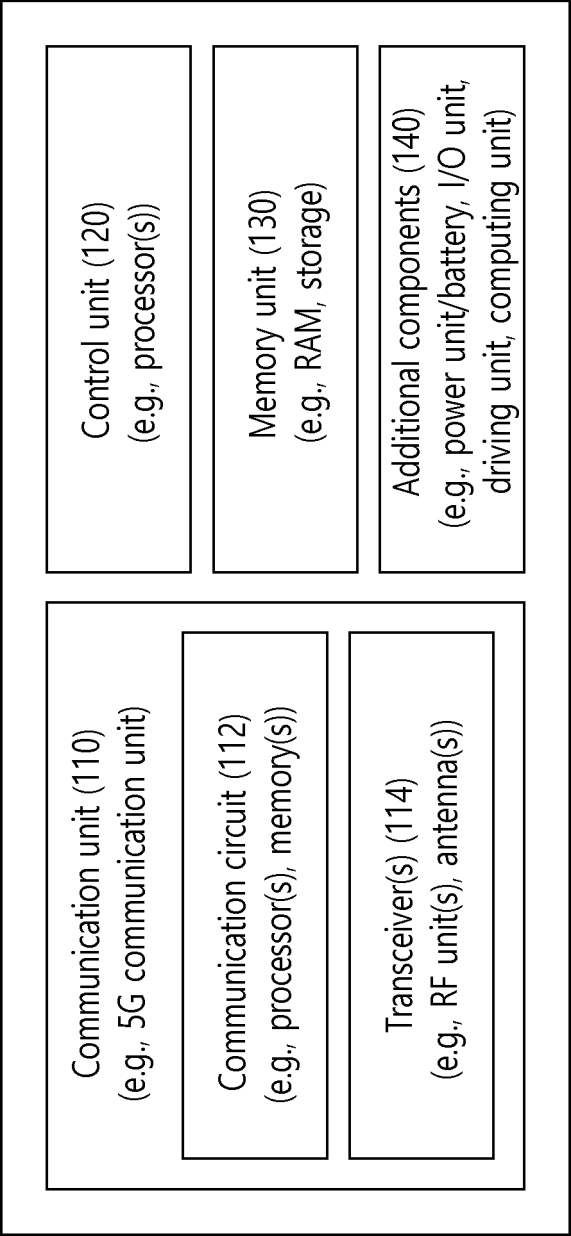 Communication unit (110)
(e.g., 5G communication unit)
Communication circuit (112)
(e.g., processor(s), memory(s))
Transceiver(s) (114)
(e.g., RF unit(s), antenna(s))
Control unit (120)
(e.g., processor(s))
Memory unit (130)
(e.g., RAM, storage)
Additional components (140)
(e.g., power unit/battery, I/O unit,
driving unit, computing unit)